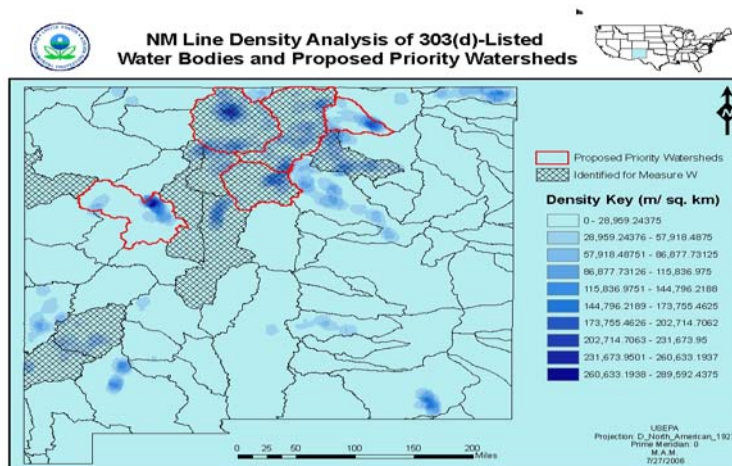 NM Line Density Analysis of 303(d)-Listed
Water Bodies and Proposed Priority Watersheds
N
Proposed Priority Watersheds
Identified for Measure W
Density Key (m/ sq. km)
0 - 28,959.24375
28,959.24376 - 57,918.4875
57,918.48751 - 86,877.73125
86,877.73126 - 115,836.975
115,836.9751 - 144,796.2188
144,796.2189 - 173,755.4625
173,755.4626 - 202,714.7062
202,714.7063 - 231,673.95
231,673.9501 - 260,633.1937
260,633.1938 - 289,592.4375
0 25 50 100 150 200
Miles
USEPA
Projection: D_North_American_192
Prime Meridian: 0
M.A.M.
7/27/2006